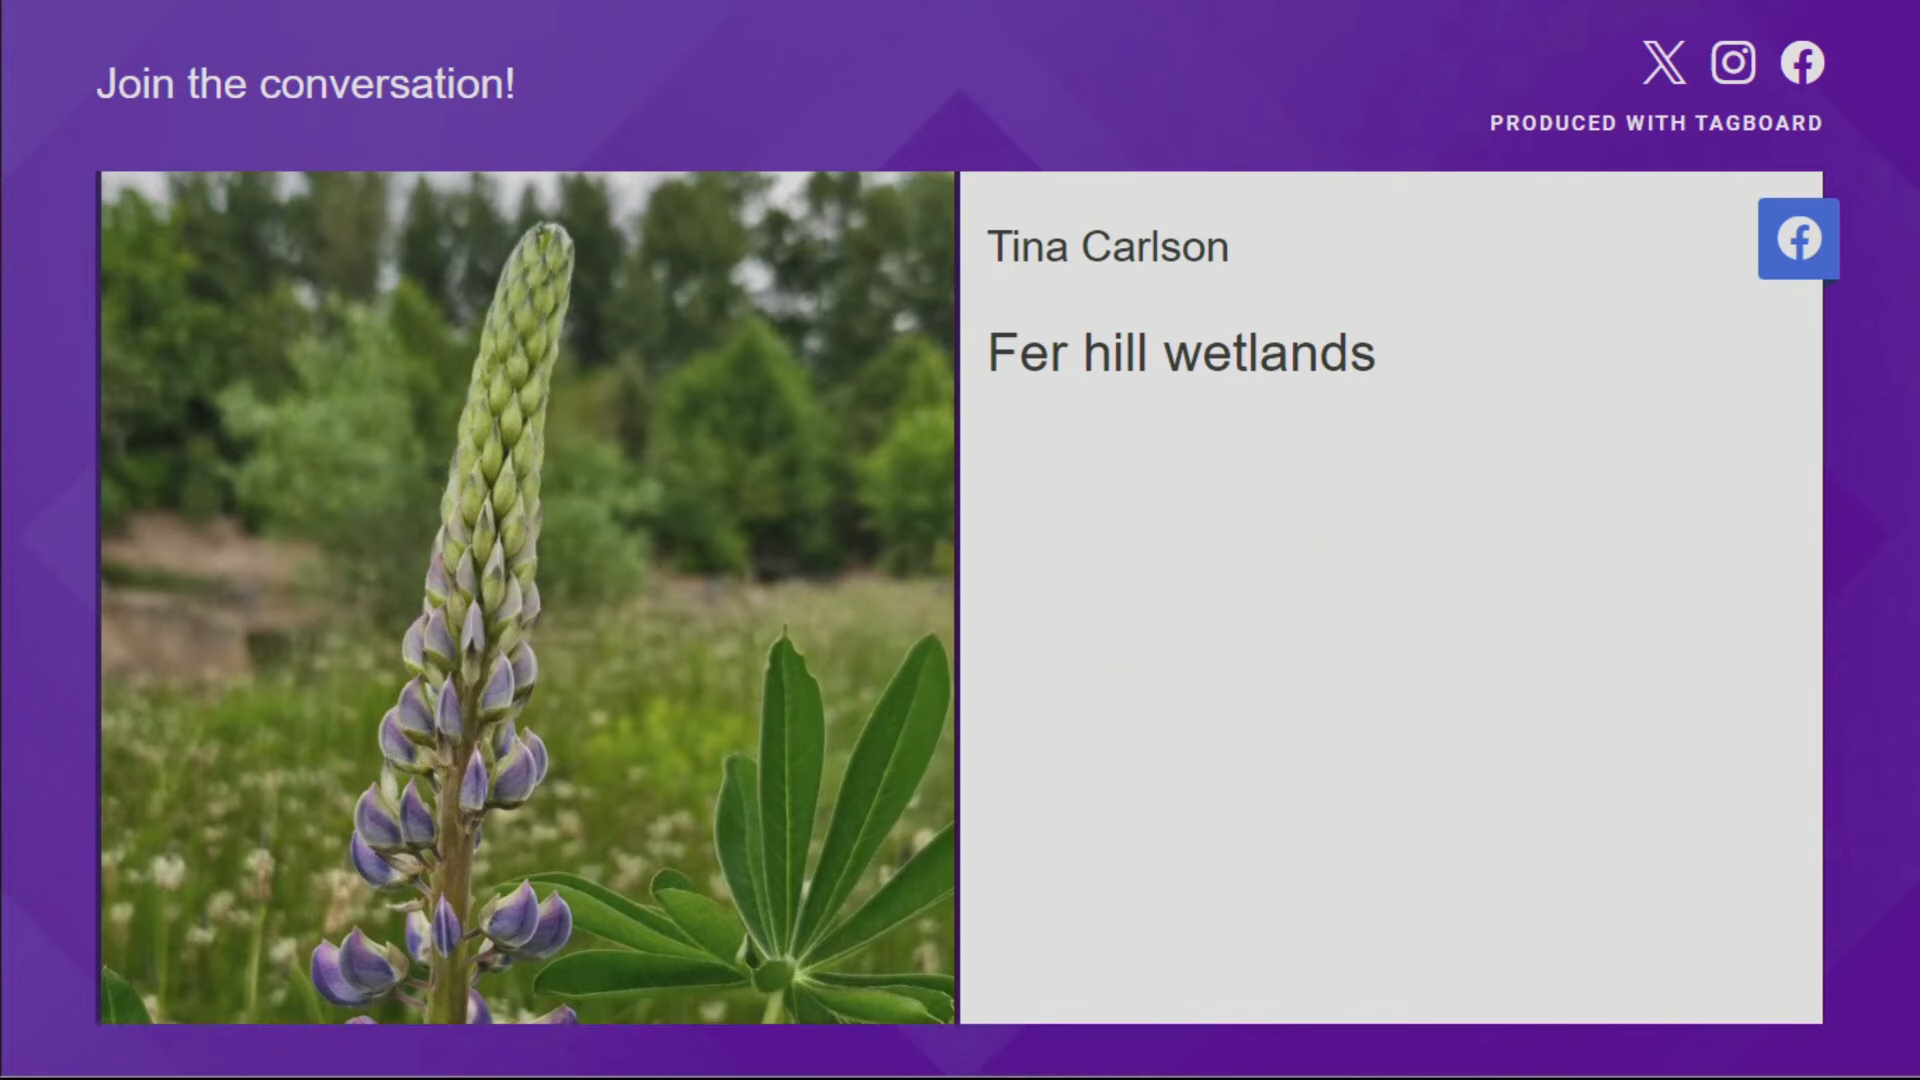 Join the conversation!
PRODUCED WITH TAGBOARD
Tina Carlson
Fer hill wetlands